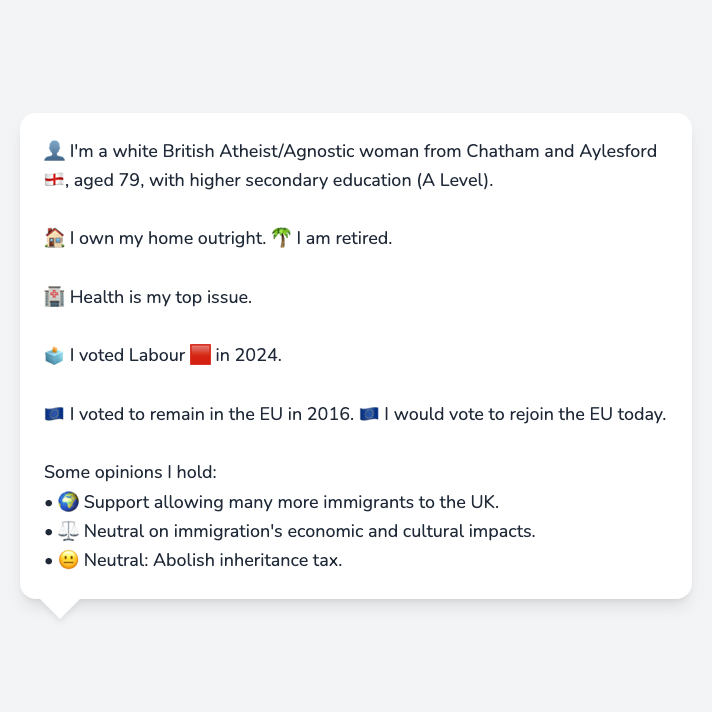 👤 I'm a white British Atheist/Agnostic woman from Chatham and Aylesford
🏴󠁧󠁢󠁥󠁮󠁧󠁿, aged 79, with higher secondary education (A Level).
🏠 I own my home outright. 🌴 I am retired.
🏥 Health is my top issue.
🗳️ I voted Labour 🟥 in 2024.
🇪🇺 I voted to remain in the EU in 2016. 🇪🇺 I would vote to rejoin the EU today.
Some opinions I hold:
• 🌍 Support allowing many more immigrants to the UK.
• ⚖️ Neutral on immigration's economic and cultural impacts.
• 😐 Neutral: Abolish inheritance tax.